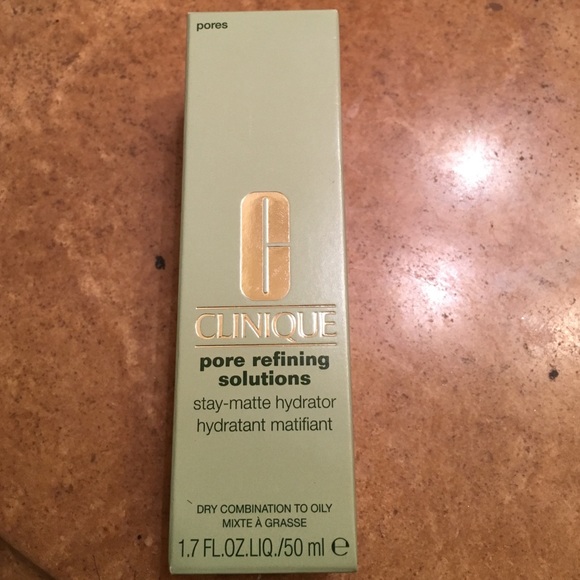 pores
CLINIQUE
pore refining
solutions
stay-matte hydrator
hydratant matifiant
DRY COMBINATION TO OILY
MIXTE À GRASSE
1.7 FL.OZ.LIQ./50 ml ℮